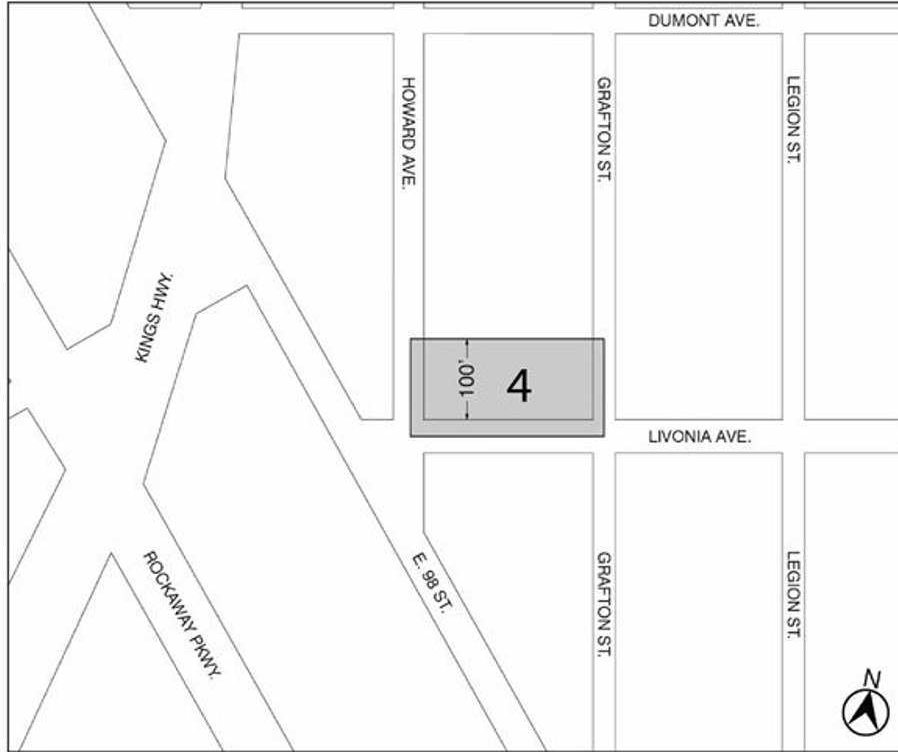 DUMONT AVE.
HOWARD AVE.
GRAFTON ST.
LEGION ST.
KINGS HWY.
100'
4
LIVONIA AVE.
E. 98 ST.
ROCKAWAY PKWY.
GRAFTON ST.
LEGION ST.
N